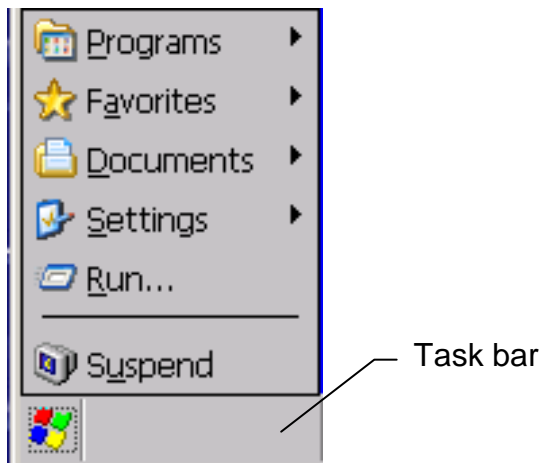 Programs
Favorites
Documents
Settings
Run...
Suspend
Task bar